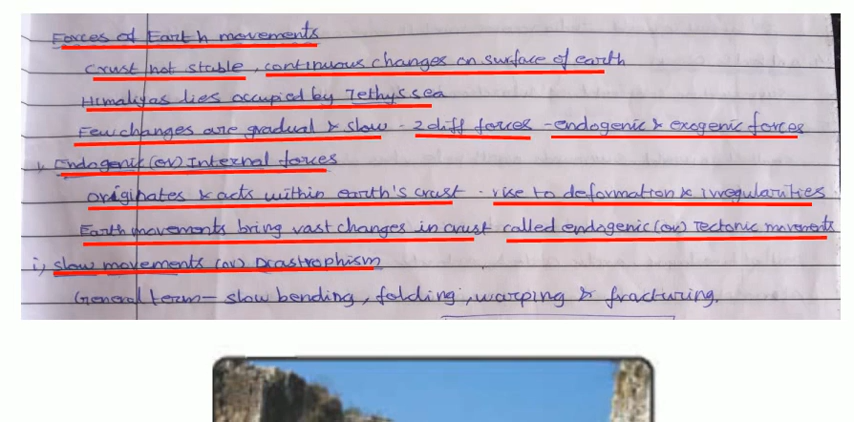 Forces of Earth movements
Crust not stable, continuous changes on surface of earth
Himaliyas lies occupied by Tethys sea
Few changes are gradual & slow - 2 diff forces - endogenic & exogenic forces
Endogenic (or) Internal forces
originates & acts within earth's crust - rise to deformation & irregularities
Earth movements bring vast changes in crust called endogenic (or) Tectonic movements
i) Slow movements (or) Diastrophism
General term - slow bending, folding, warping & fracturing.